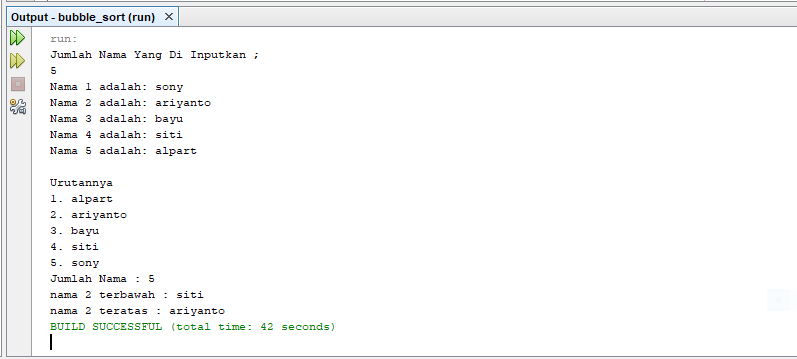 Output - bubble_sort (run)
run:
Jumlah Nama Yang Di Inputkan ;
5
Nama 1 adalah: sony
Nama 2 adalah: ariyanto
Nama 3 adalah: bayu
Nama 4 adalah: siti
Nama 5 adalah: alpart
Urutannya
1. alpart
2. ariyanto
3. bayu
4. siti
5. sony
Jumlah Nama : 5
nama 2 terbawah : siti
nama 2 teratas : ariyanto
BUILD SUCCESSFUL (total time: 42 seconds)